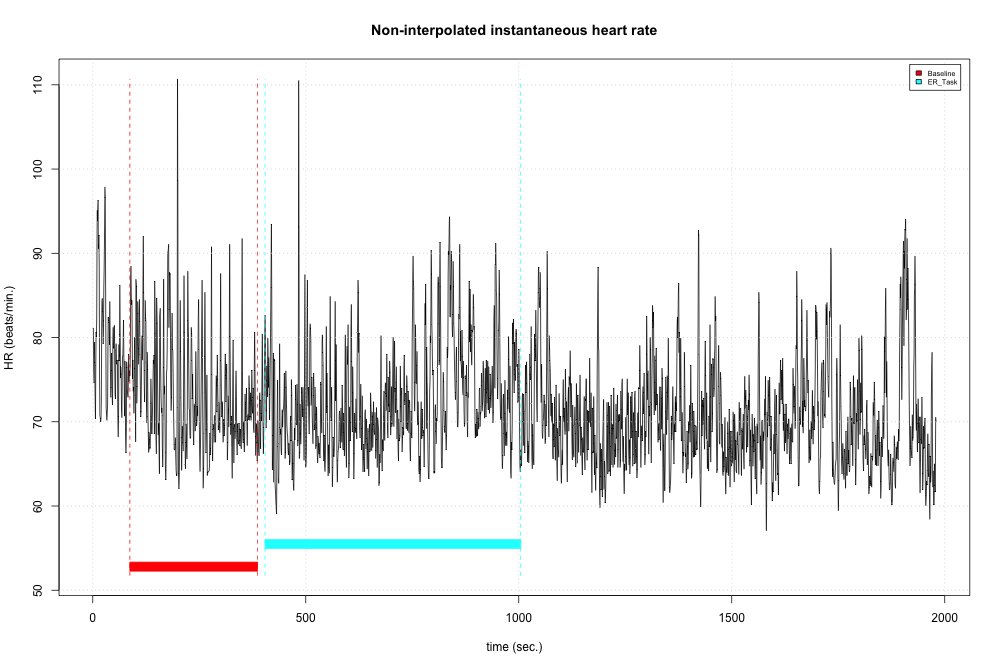 Non-interpolated instantaneous heart rate
HR (beats/min.)
110
100
90
80
70
60
50
Baseline
ER_Task
0 500 1000 1500 2000
time (sec.)